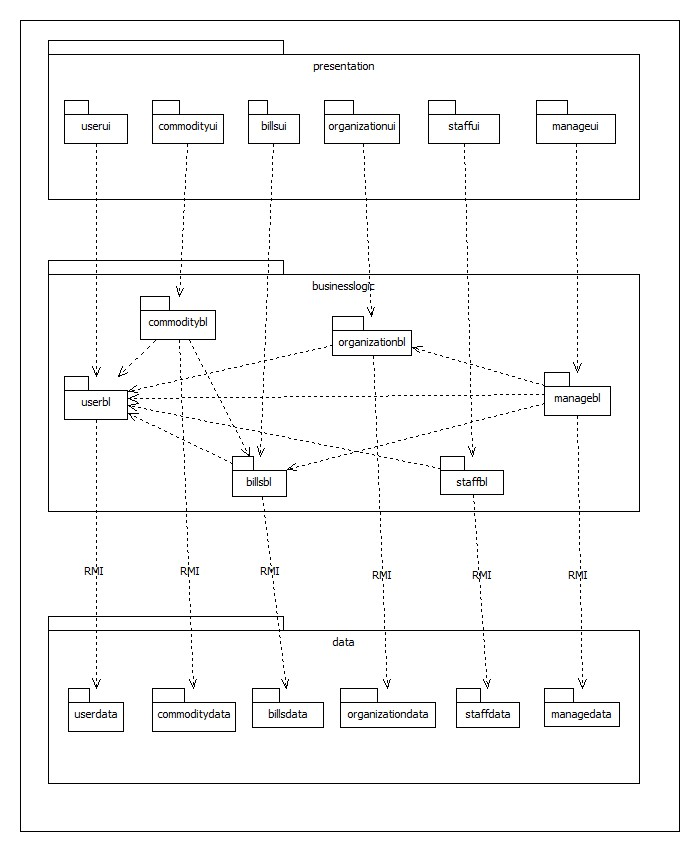 presentation
userui
commodityui
billsui
organizationui
staffui
manageui
businesslogic
commoditybl
organizationbl
userbl
managebl
billsbl
staffbl
RMI
RMI
RMI
RMI
RMI
RMI
data
userdata
commoditydata
billsdata
organizationdata
staffdata
managedata